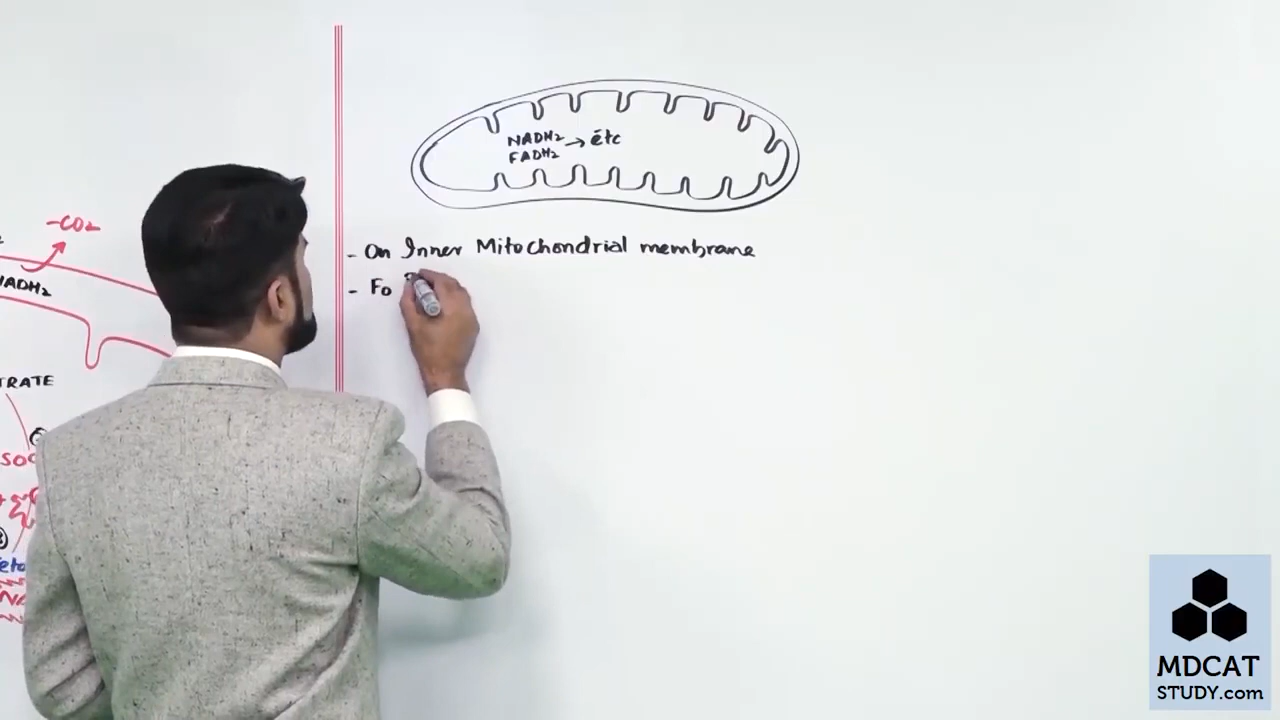 -CO2
NADH2
TRATE
NADH2 → etc
FADH2
- On Inner Mitochondrial membrane
- Fo
MDCAT
STUDY.com